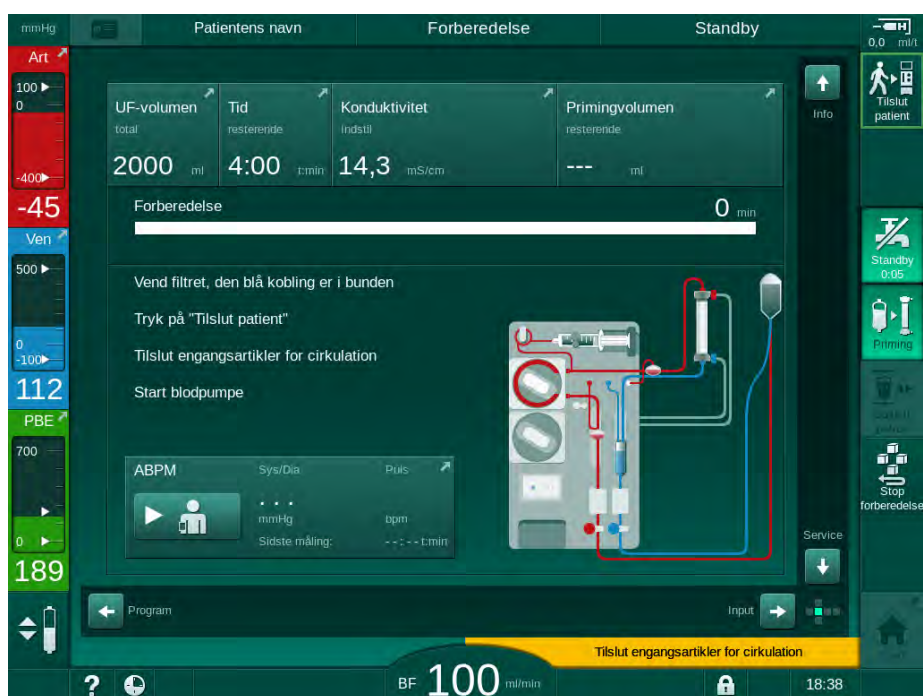 mmHg
Patientens navn
Forberedelse
Standby
0,0 ml/t
Art
100
0
-400
-45
Ven
500
0
-100
112
PBE
700
0
189
UF-volumen
total
2000 ml
Tid
resterende
4:00 t:min
Konduktivitet
indstil
14,3 mS/cm
Primingvolumen
resterende
--- ml
Forberedelse
0 min
Vend filtret, den blå kobling er i bunden
Tryk på "Tilslut patient"
Tilslut engangsartikler for cirkulation
Start blodpumpe
ABPM
Sys/Dia
Puls
. . .
mmHg
bpm
Sidste måling:
--:--t:min
Info
Service
Program
Input
Tilslut
patient
Standby
0:05
Priming
Stop
forberedelse
Tilslut engangsartikler for cirkulation
?
BF 100 ml/min
18:38